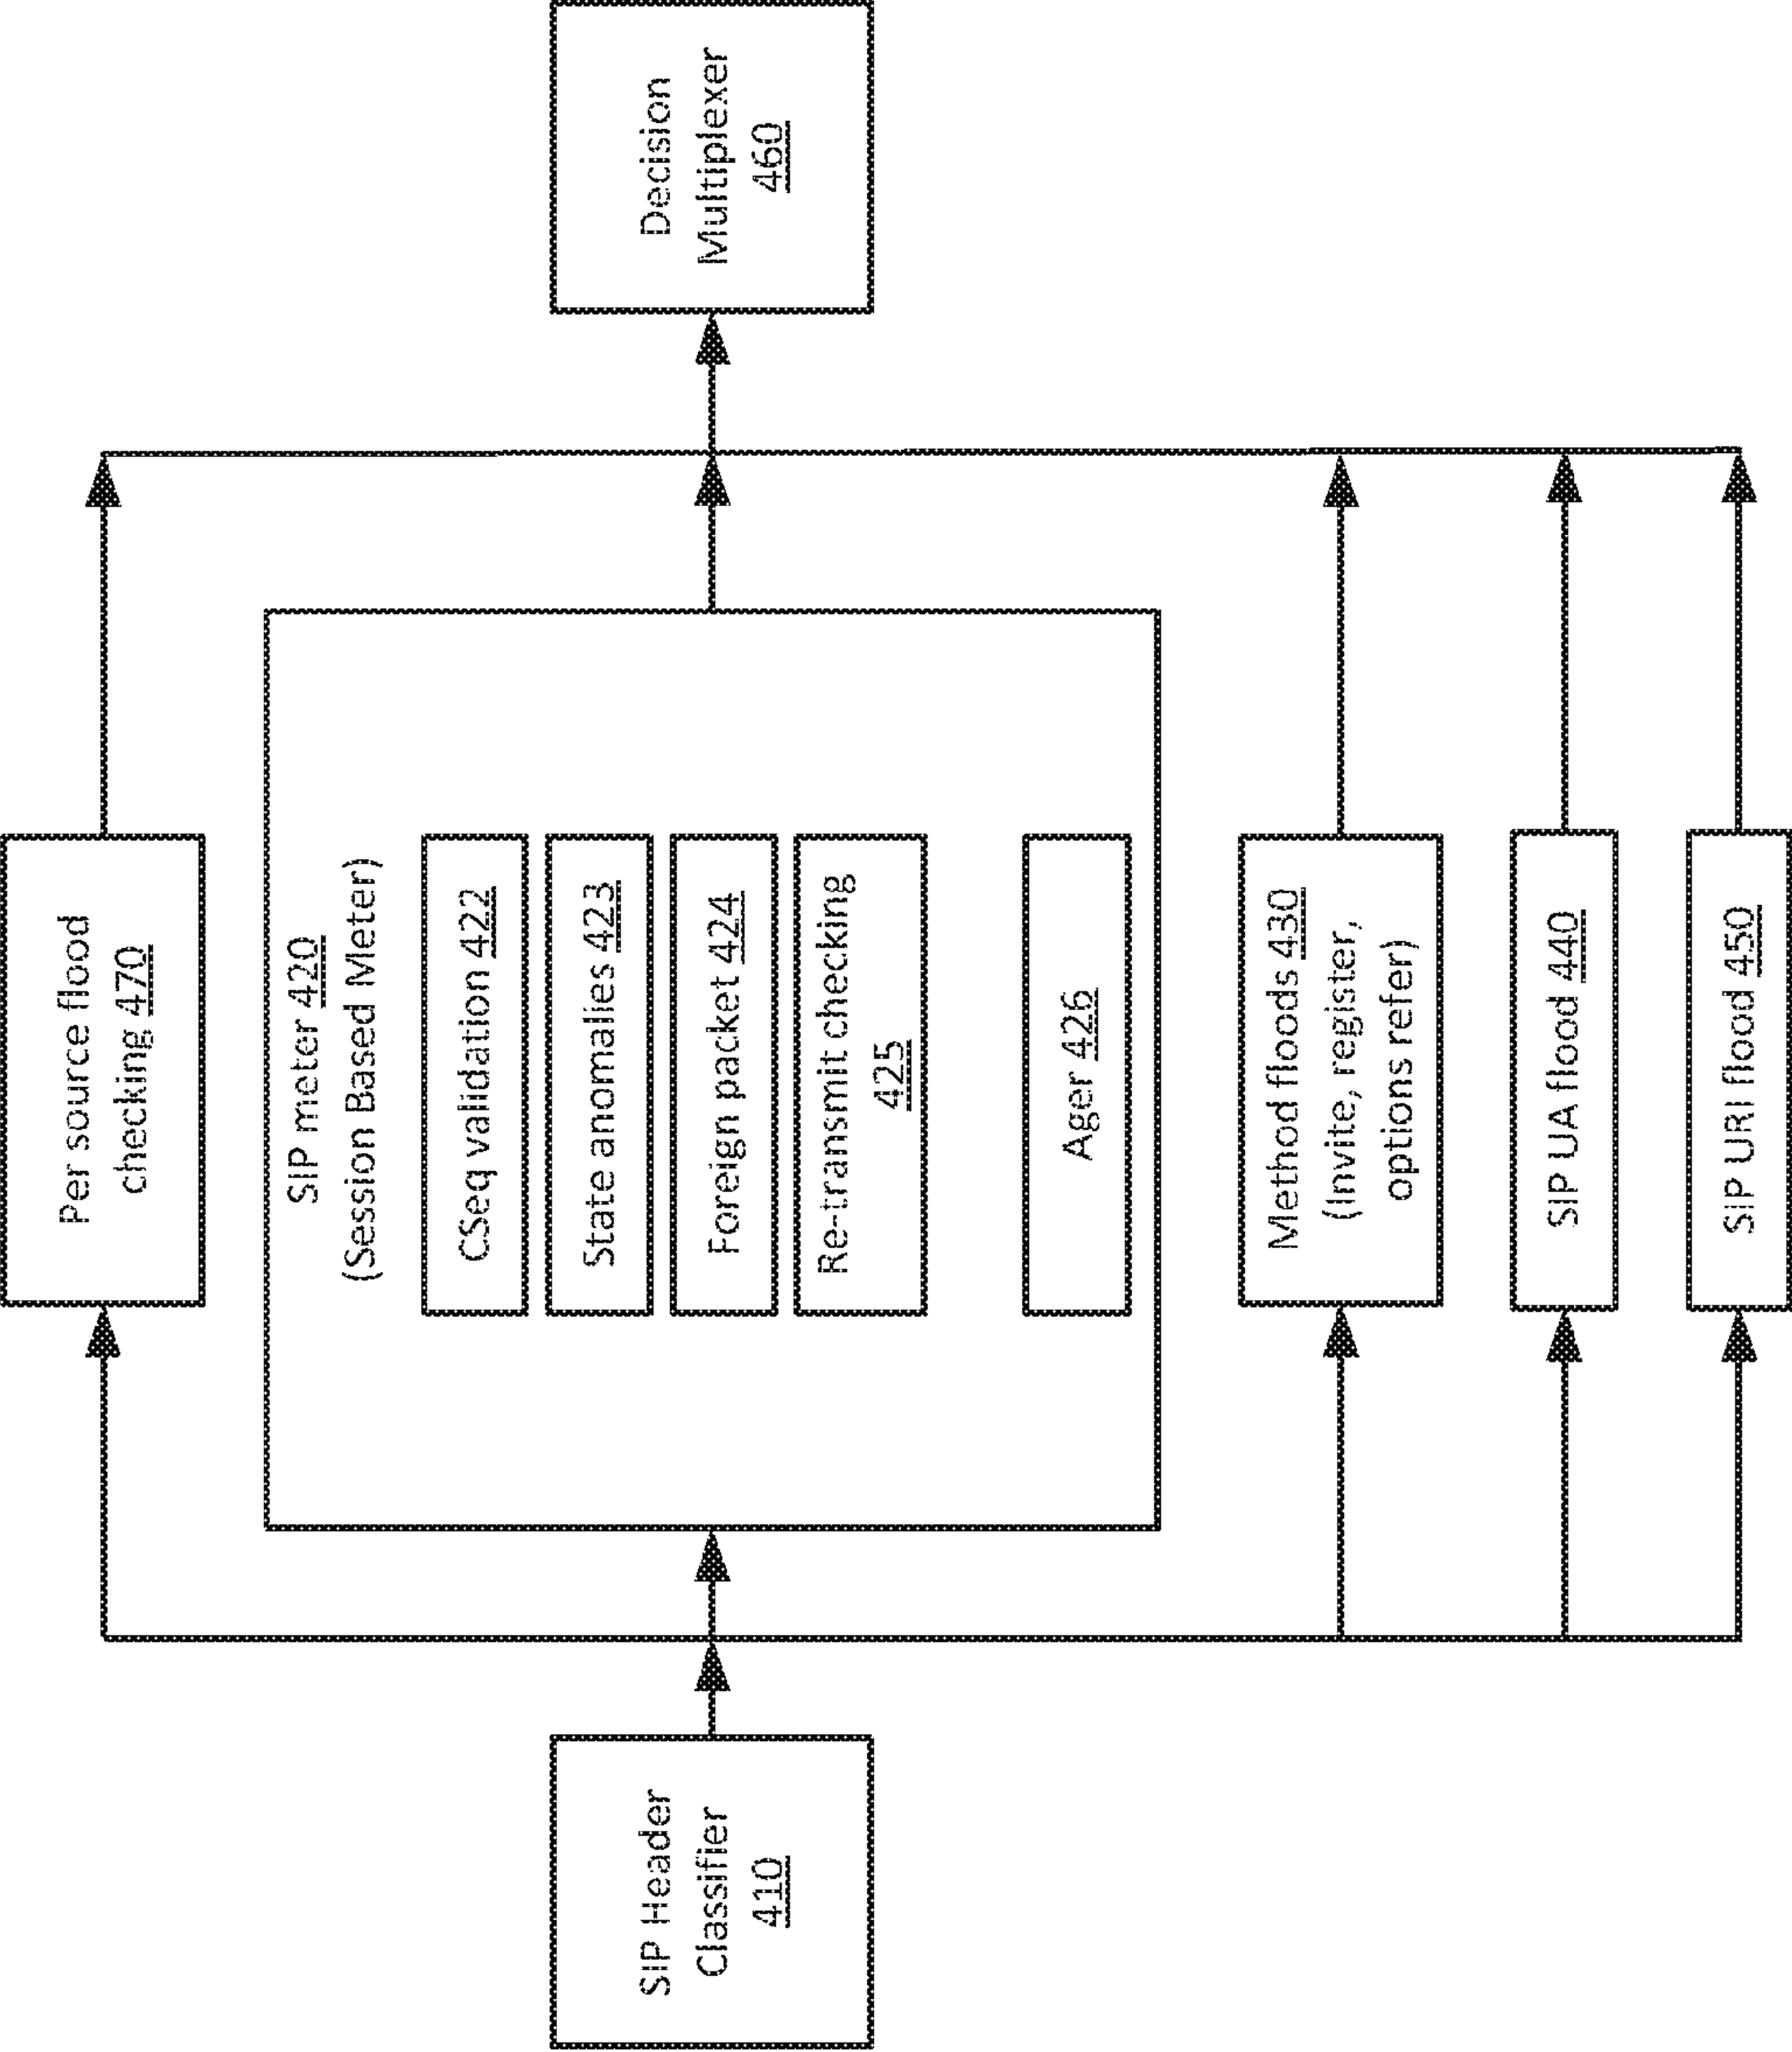 SIP Header
Classifier
410
Per source flood
checking 470
SIP meter 420
(Session Based Meter)
CSeq validation 422
State anomalies 423
Foreign packet 424
Re-transmit checking
425
Ager 426
Method floods 430
(Invite, register,
options refer)
SIP UA flood 440
SIP URI flood 450
Decision
Multiplexer
460